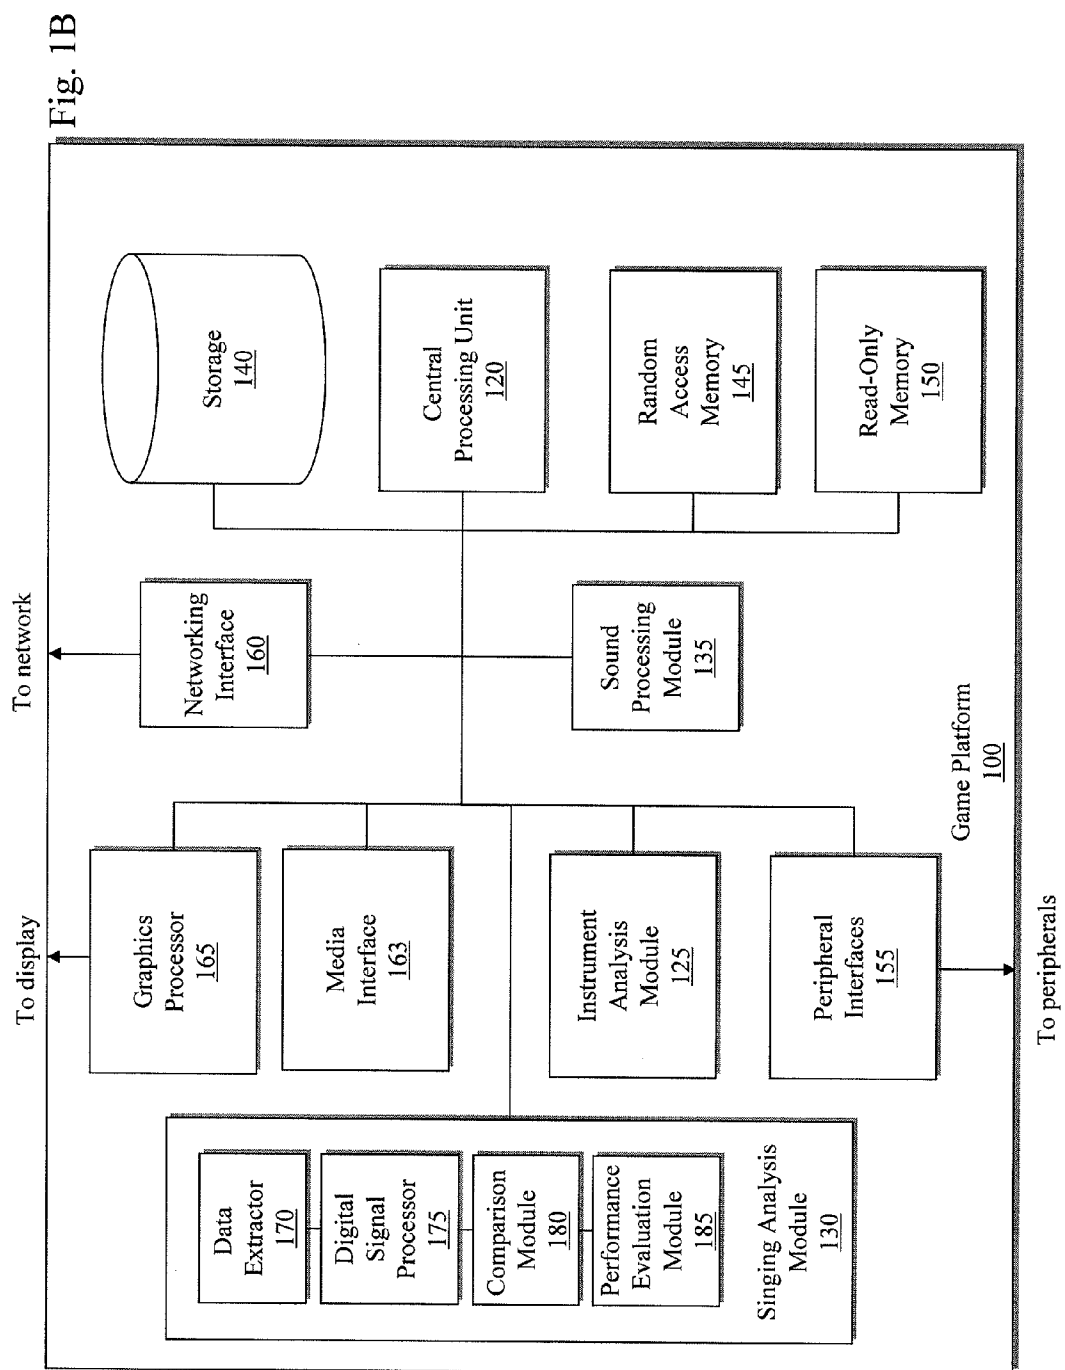 Fig. 1B
To display
To network
Data
Extractor
170
Digital
Signal
Processor
175
Comparison
Module
180
Performance
Evaluation
Module
185
Singing Analysis
Module
130
Graphics
Processor
165
Media
Interface
163
Instrument
Analysis
Module
125
Peripheral
Interfaces
155
To peripherals
Networking
Interface
160
Sound
Processing
Module
135
Game Platform
100
Storage
140
Central
Processing Unit
120
Random
Access
Memory
145
Read-Only
Memory
150